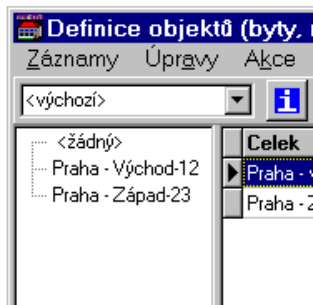 Definice objektů (byty,
Záznamy Úpravy Akce
<výchozí>
<žádný>
Praha - Východ-12
Praha - Západ-23
Celek
Praha -
Praha -